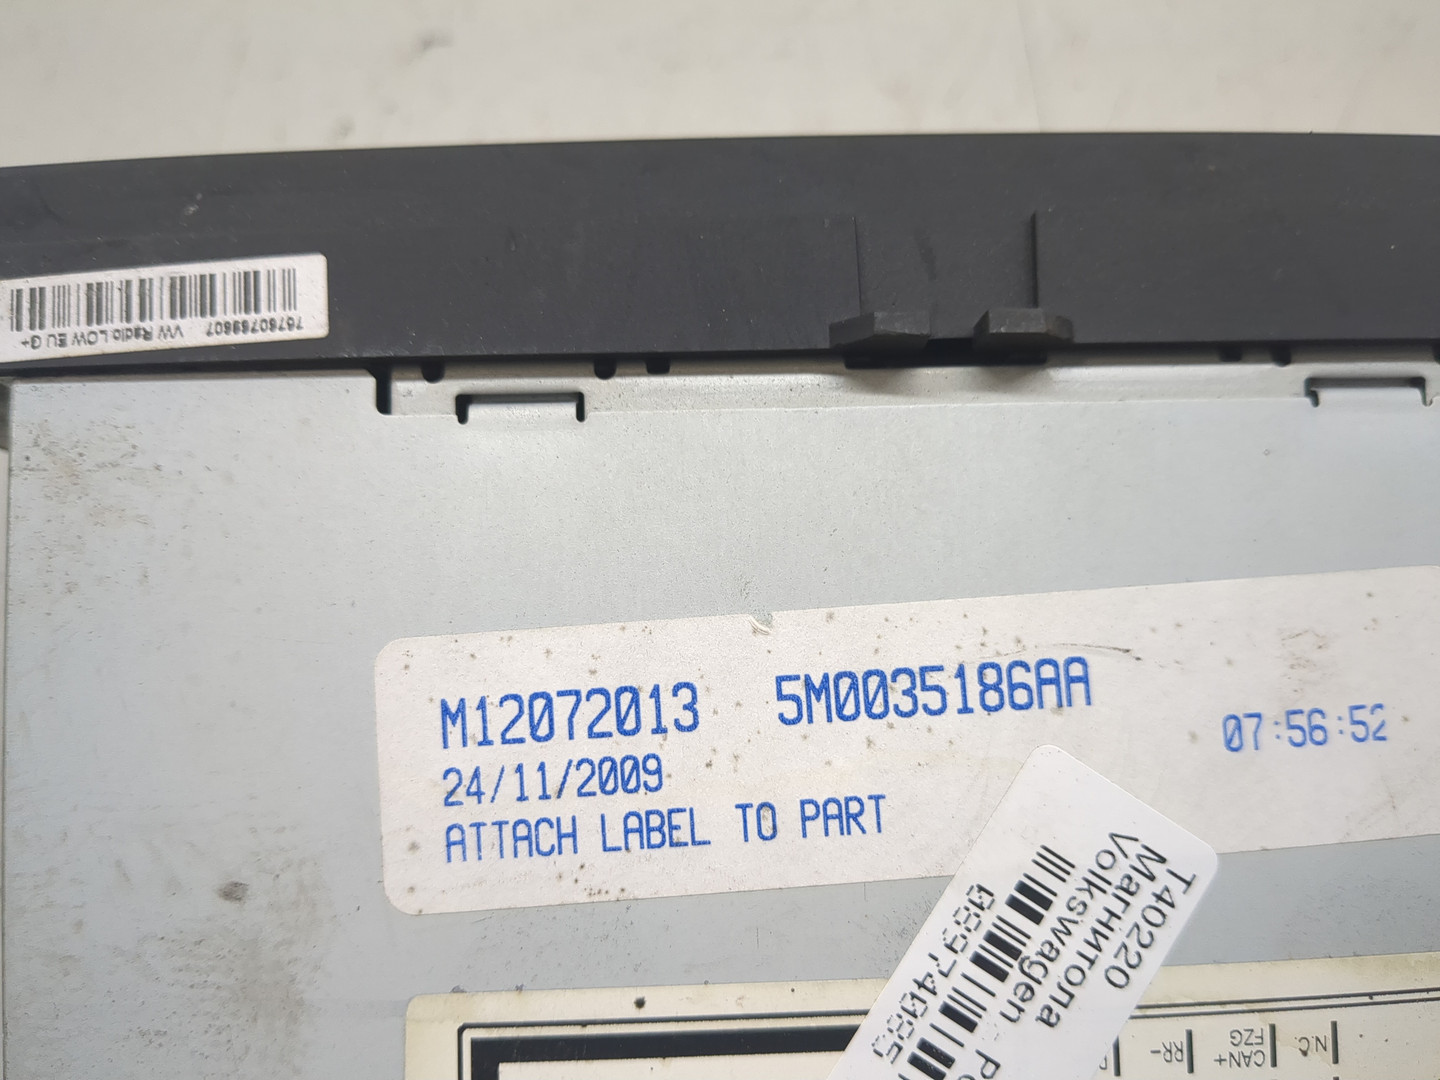 767607689607 VW Radio LOW EU G+
M12072013 5M0035186AA
07:56:52
24/11/2009
ATTACH LABEL TO PART
T40220
Магнитола
Volkswagen
RR-
CAN+
FZG
N.C.